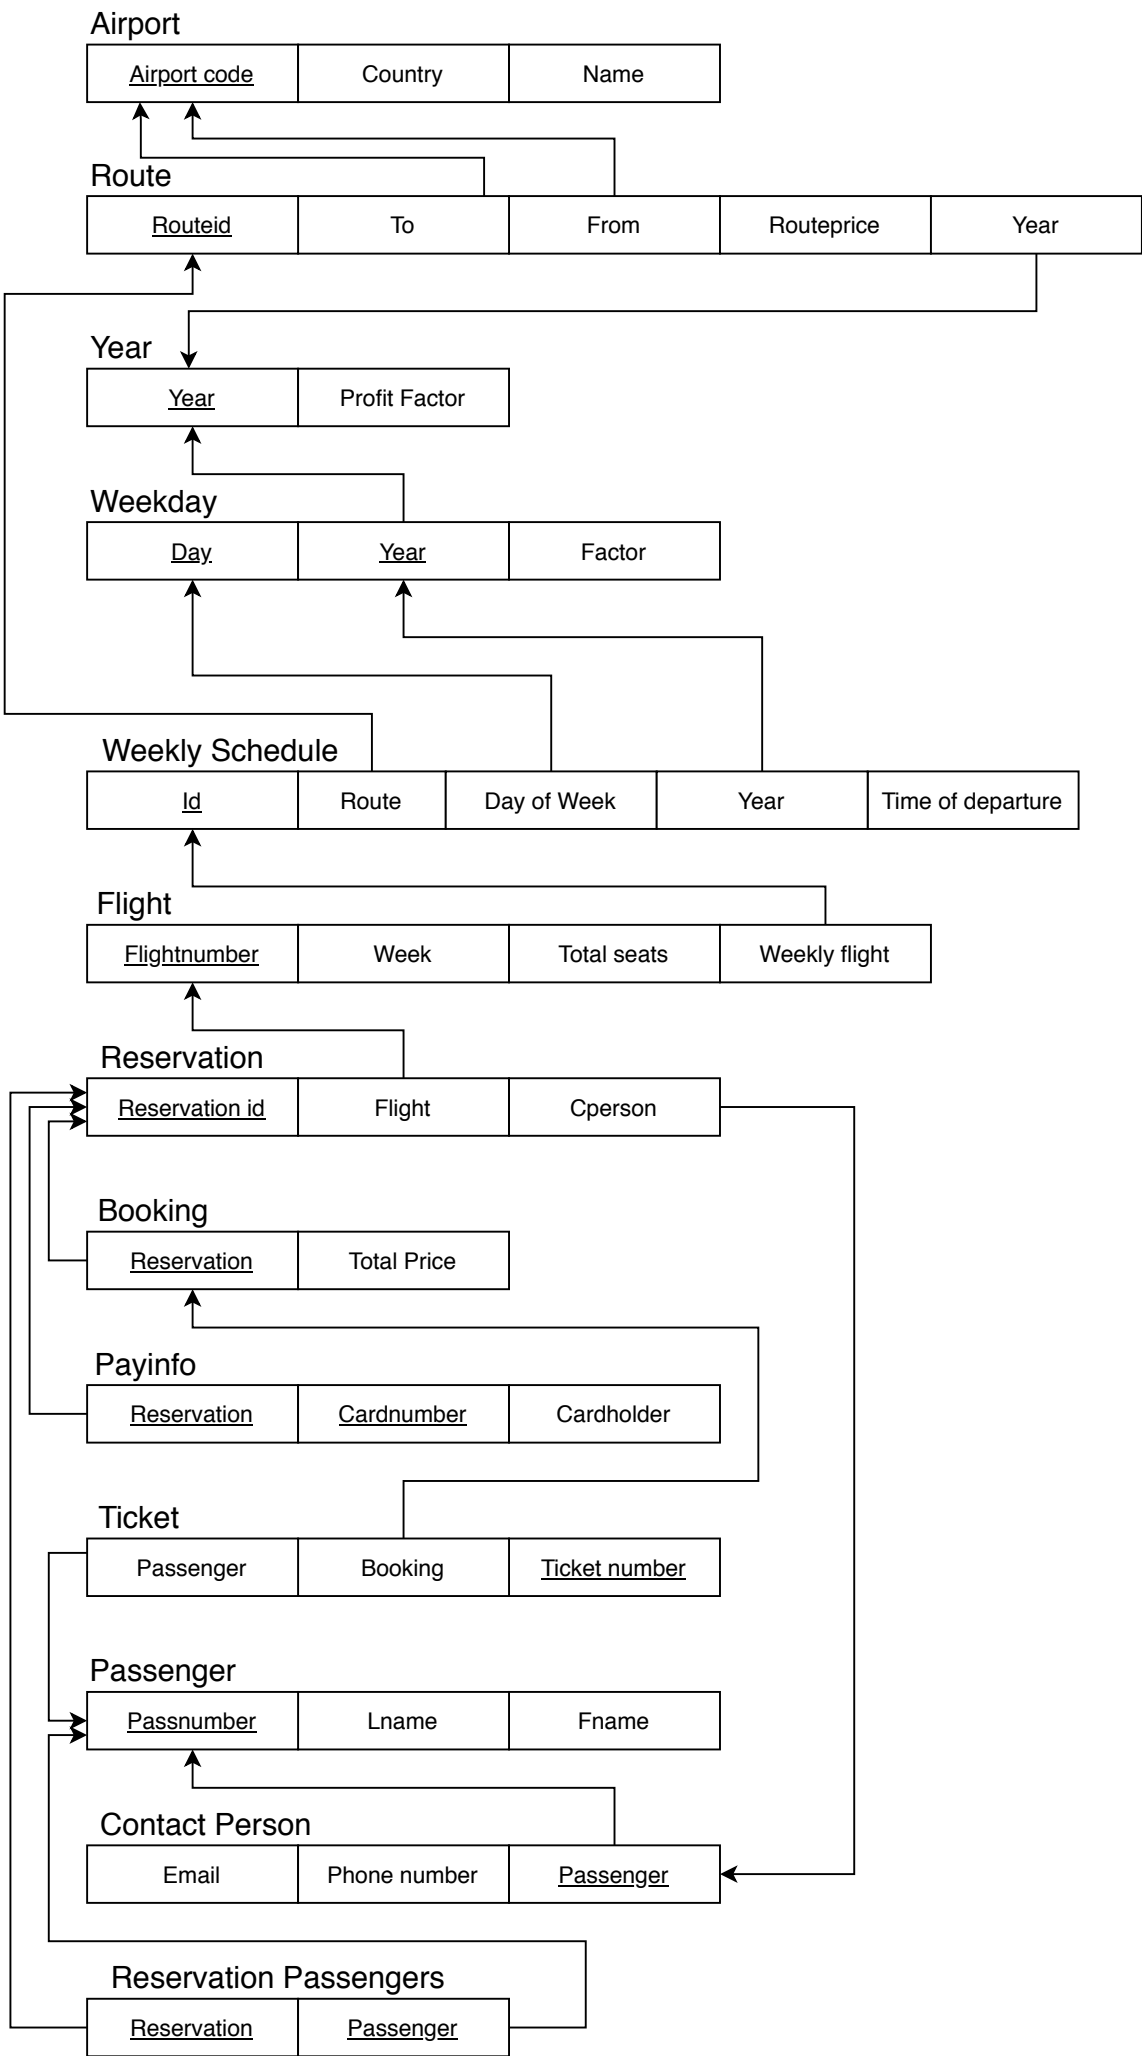 Airport
Airport code Country Name
Route
Routeid To From Routeprice Year
Year
Year Profit Factor
Weekday
Day Year Factor
Weekly Schedule
Id Route Day of Week Year Time of departure
Flight
Flightnumber Week Total seats Weekly flight
Reservation
Reservation id Flight Cperson
Booking
Reservation Total Price
Payinfo
Reservation Cardnumber Cardholder
Ticket
Passenger Booking Ticket number
Passenger
Passnumber Lname Fname
Contact Person
Email Phone number Passenger
Reservation Passengers
Reservation Passenger